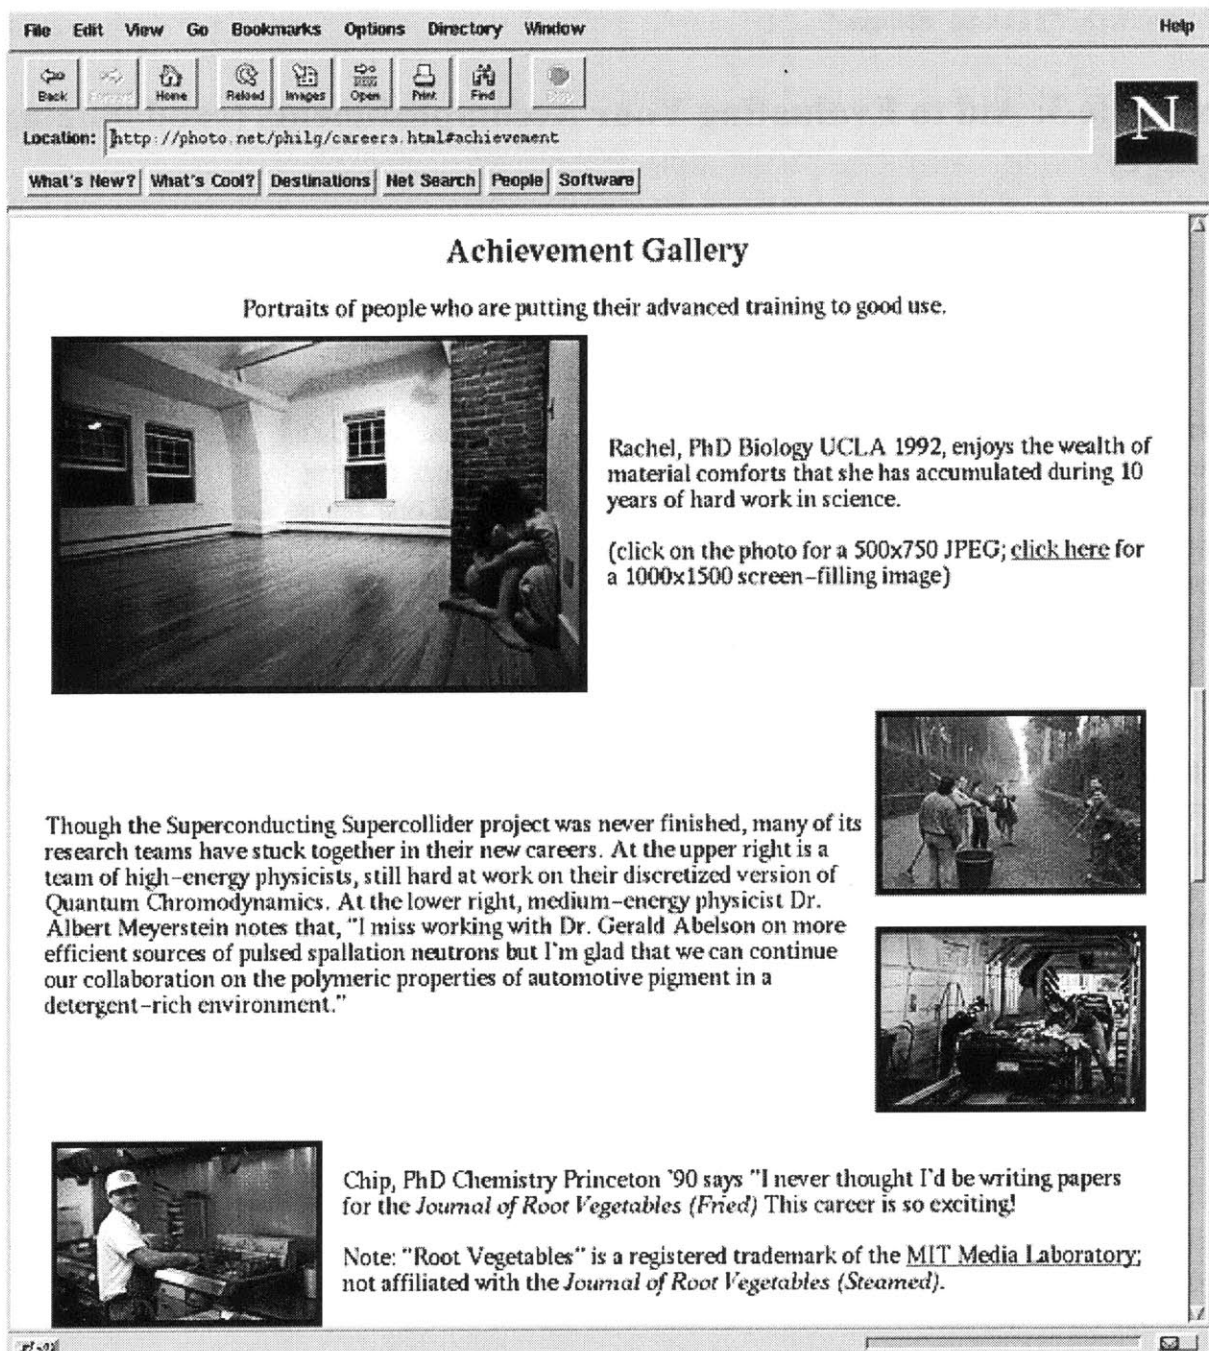 File Edit View Go Bookmarks Options Directory Window Help
Back Forward Home Reload Images Open Print Find Stop
N
Location: http://photo.net/philg/careers.html#achievement
What's New? What's Cool? Destinations Net Search People Software
Achievement Gallery
Portraits of people who are putting their advanced training to good use.
Rachel, PhD Biology UCLA 1992, enjoys the wealth of
material comforts that she has accumulated during 10
years of hard work in science.
(click on the photo for a 500x750 JPEG; click here for
a 1000x1500 screen-filling image)
Though the Superconducting Supercollider project was never finished, many of its
research teams have stuck together in their new careers. At the upper right is a
team of high-energy physicists, still hard at work on their discretized version of
Quantum Chromodynamics. At the lower right, medium-energy physicist Dr.
Albert Meyerstein notes that, "I miss working with Dr. Gerald Abelson on more
efficient sources of pulsed spallation neutrons but I'm glad that we can continue
our collaboration on the polymeric properties of automotive pigment in a
detergent-rich environment."
Chip, PhD Chemistry Princeton '90 says "I never thought I'd be writing papers
for the Journal of Root Vegetables (Fried) This career is so exciting!
Note: "Root Vegetables" is a registered trademark of the MIT Media Laboratory;
not affiliated with the Journal of Root Vegetables (Steamed).